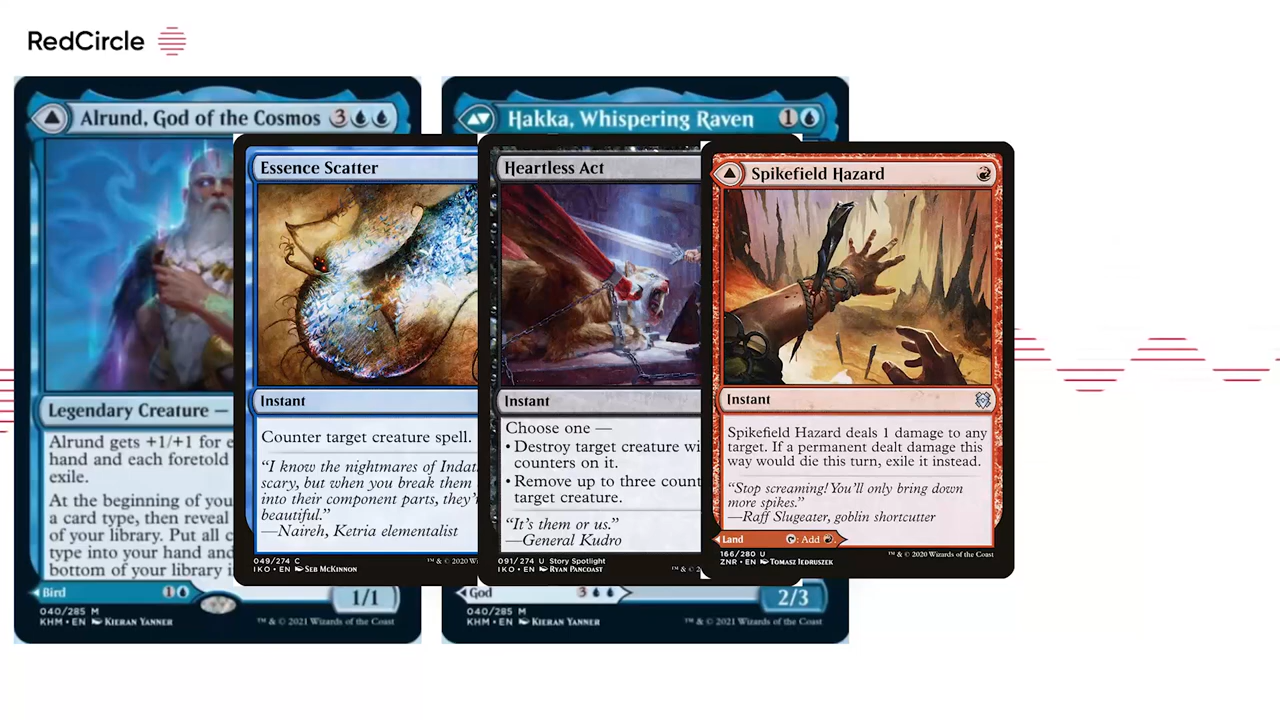 RedCircle
Alrund, God of the Cosmos 3
Legendary Creature —
Alrund gets +1/+1 for e
hand and each foretold
exile.
At the beginning of you
a card type, then reveal
of your library. Put all c
type into your hand and
bottom of your library i
Bird 1
1/1
040/285 M
KHM • EN KIERAN YANNER
™ & © 2021 Wizards of the Coast
Hakka, Whispering Raven 1
God 3
2/3
040/285 M
KHM • EN KIERAN YANNER
™ & © 2021 Wizards of the Coast
Essence Scatter
Instant
Counter target creature spell.
“I know the nightmares of Indat
scary, but when you break them
into their component parts, they’
beautiful.”
—Naireh, Ketria elementalist
049/274 C
IKO • EN SEB MCKINNON
™ & © 2020 W
Heartless Act
Instant
Choose one —
• Destroy target creature wi
counters on it.
• Remove up to three count
target creature.
“It’s them or us.”
—General Kudro
091/274 U Story Spotlight
IKO • EN RYAN PANCOAST
™ & © 2
Spikefield Hazard
Instant
Spikefield Hazard deals 1 damage to any
target. If a permanent dealt damage this
way would die this turn, exile it instead.
“Stop screaming! You’ll only bring down
more spikes.”
—Raff Slugeater, goblin shortcutter
Land : Add .
166/280 U
ZNR • EN TOMASZ JEDRUSZEK
™ & © 2020 Wizards of the Coast